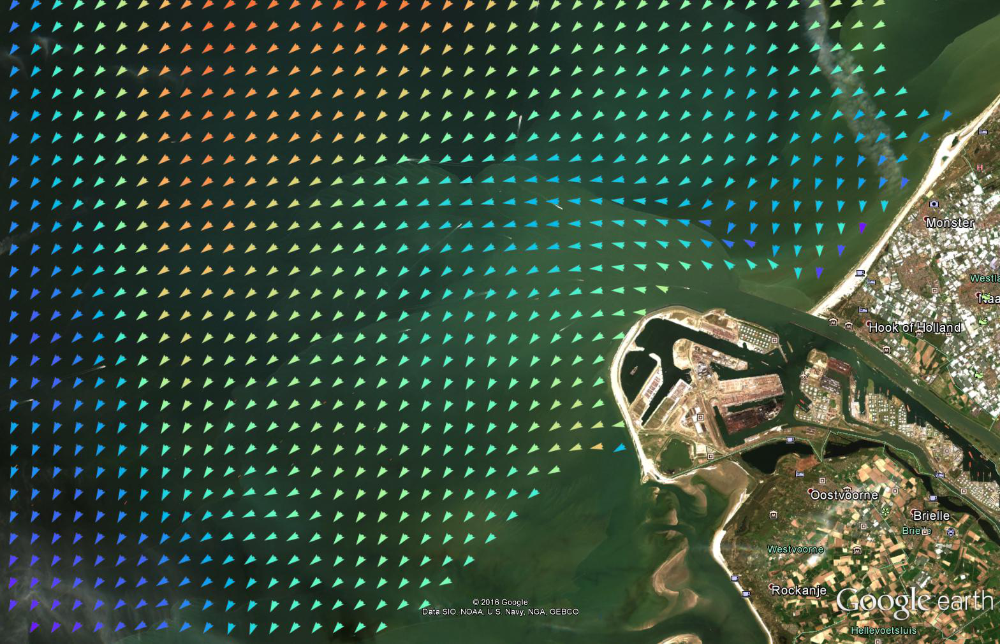 Monster
Westla
Naa
Hook of Holland
Oostvoorne
Brielle
Brielle
Westvoorne
Rockanje
Google earth
© 2016 Google
Data SIO, NOAA, U.S. Navy, NGA, GEBCO
Hellevoetsluis